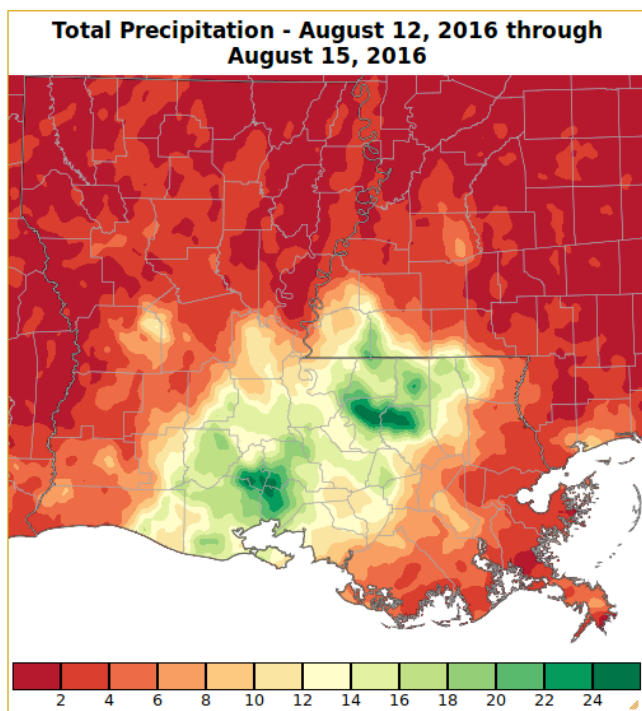 Total Precipitation - August 12, 2016 through
August 15, 2016
2 4 6 8 10 12 14 16 18 20 22 24